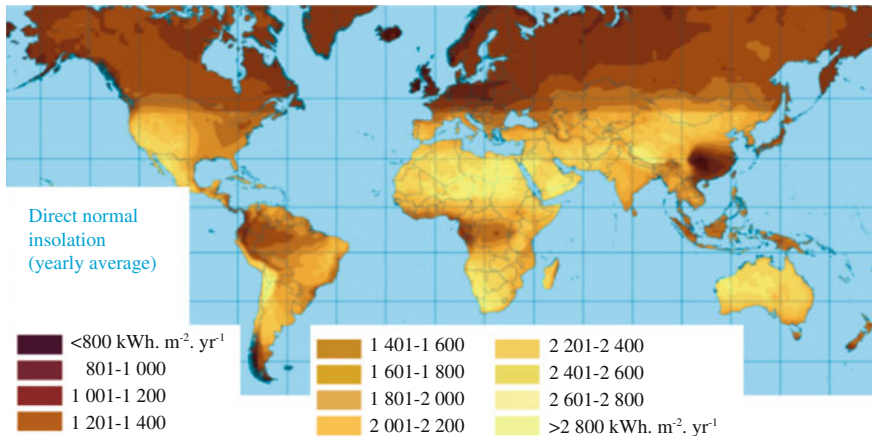 Direct normal
insolation
(yearly average)
<800 kWh. m⁻². yr⁻¹
801-1 000
1 001-1 200
1 201-1 400
1 401-1 600
1 601-1 800
1 801-2 000
2 001-2 200
2 201-2 400
2 401-2 600
2 601-2 800
>2 800 kWh. m⁻². yr⁻¹